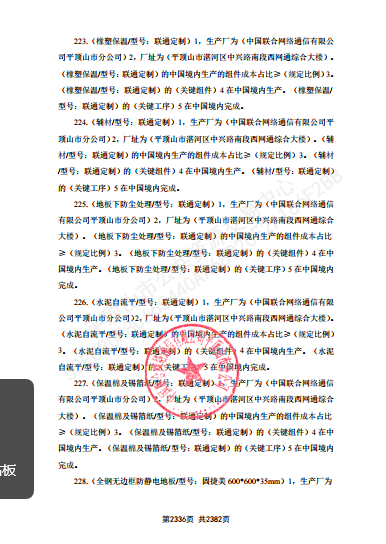 223.（橡塑保温/型号：联通定制）1，生产厂为（中国联合网络通信有限公
司平顶山市分公司）2，厂址为（平顶山市湛河区中兴路南段西网通综合大楼）。
（橡塑保温/型号：联通定制）的中国境内生产的组件成本占比≥（规定比例）3。
（橡塑保温/型号：联通定制）的（关键组件）4 在中国境内生产。（橡塑保温/
型号：联通定制）的（关键工序）5 在中国境内完成。
224.（辅材/型号：联通定制）1，生产厂为（中国联合网络通信有限公司平
顶山市分公司）2，厂址为（平顶山市湛河区中兴路南段西网通综合大楼）。（辅
材/型号：联通定制）的中国境内生产的组件成本占比≥（规定比例）3。（辅材
/型号：联通定制）的（关键组件）4 在中国境内生产。（辅材/型号：联通定制）
的（关键工序）5 在中国境内完成。
225.（地板下防尘处理/型号：联通定制）1，生产厂为（中国联合网络通信
有限公司平顶山市分公司）2，厂址为（平顶山市湛河区中兴路南段西网通综合
大楼）。（地板下防尘处理/型号：联通定制）的中国境内生产的组件成本占比
≥（规定比例）3。（地板下防尘处理/型号：联通定制）的（关键组件）4 在中
国境内生产。（地板下防尘处理/型号：联通定制）的（关键工序）5 在中国境内
完成。
226.（水泥自流平/型号：联通定制）1，生产厂为（中国联合网络通信有限
公司平顶山市分公司）2，厂址为（平顶山市湛河区中兴路南段西网通综合大楼）。
（水泥自流平/型号：联通定制）的中国境内生产的组件成本占比≥（规定比例）
3。（水泥自流平/型号：联通定制）的（关键组件）4 在中国境内生产。（水泥
自流平/型号：联通定制）的（关键工序）5 在中国境内完成。
227.（保温棉及锡箔纸/型号：联通定制）1，生产厂为（中国联合网络通信
有限公司平顶山市分公司）2，厂址为（平顶山市湛河区中兴路南段西网通综合
大楼）。（保温棉及锡箔纸/型号：联通定制）的中国境内生产的组件成本占比
≥（规定比例）3。（保温棉及锡箔纸/型号：联通定制）的（关键组件）4 在中
国境内生产。（保温棉及锡箔纸/型号：联通定制）的（关键工序）5 在中国境内
完成。
228.（全钢无边框防静电地板/型号：固捷美 600*600*35mm）1，生产厂为
第2336页 共2382页
板